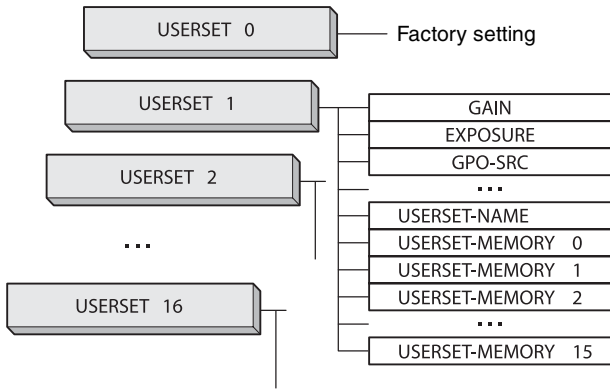 USERSET 0
Factory setting
USERSET 1
GAIN
EXPOSURE
GPO-SRC
...
USERSET-NAME
USERSET-MEMORY 0
USERSET-MEMORY 1
USERSET-MEMORY 2
...
USERSET-MEMORY 15
USERSET 2
...
USERSET 16